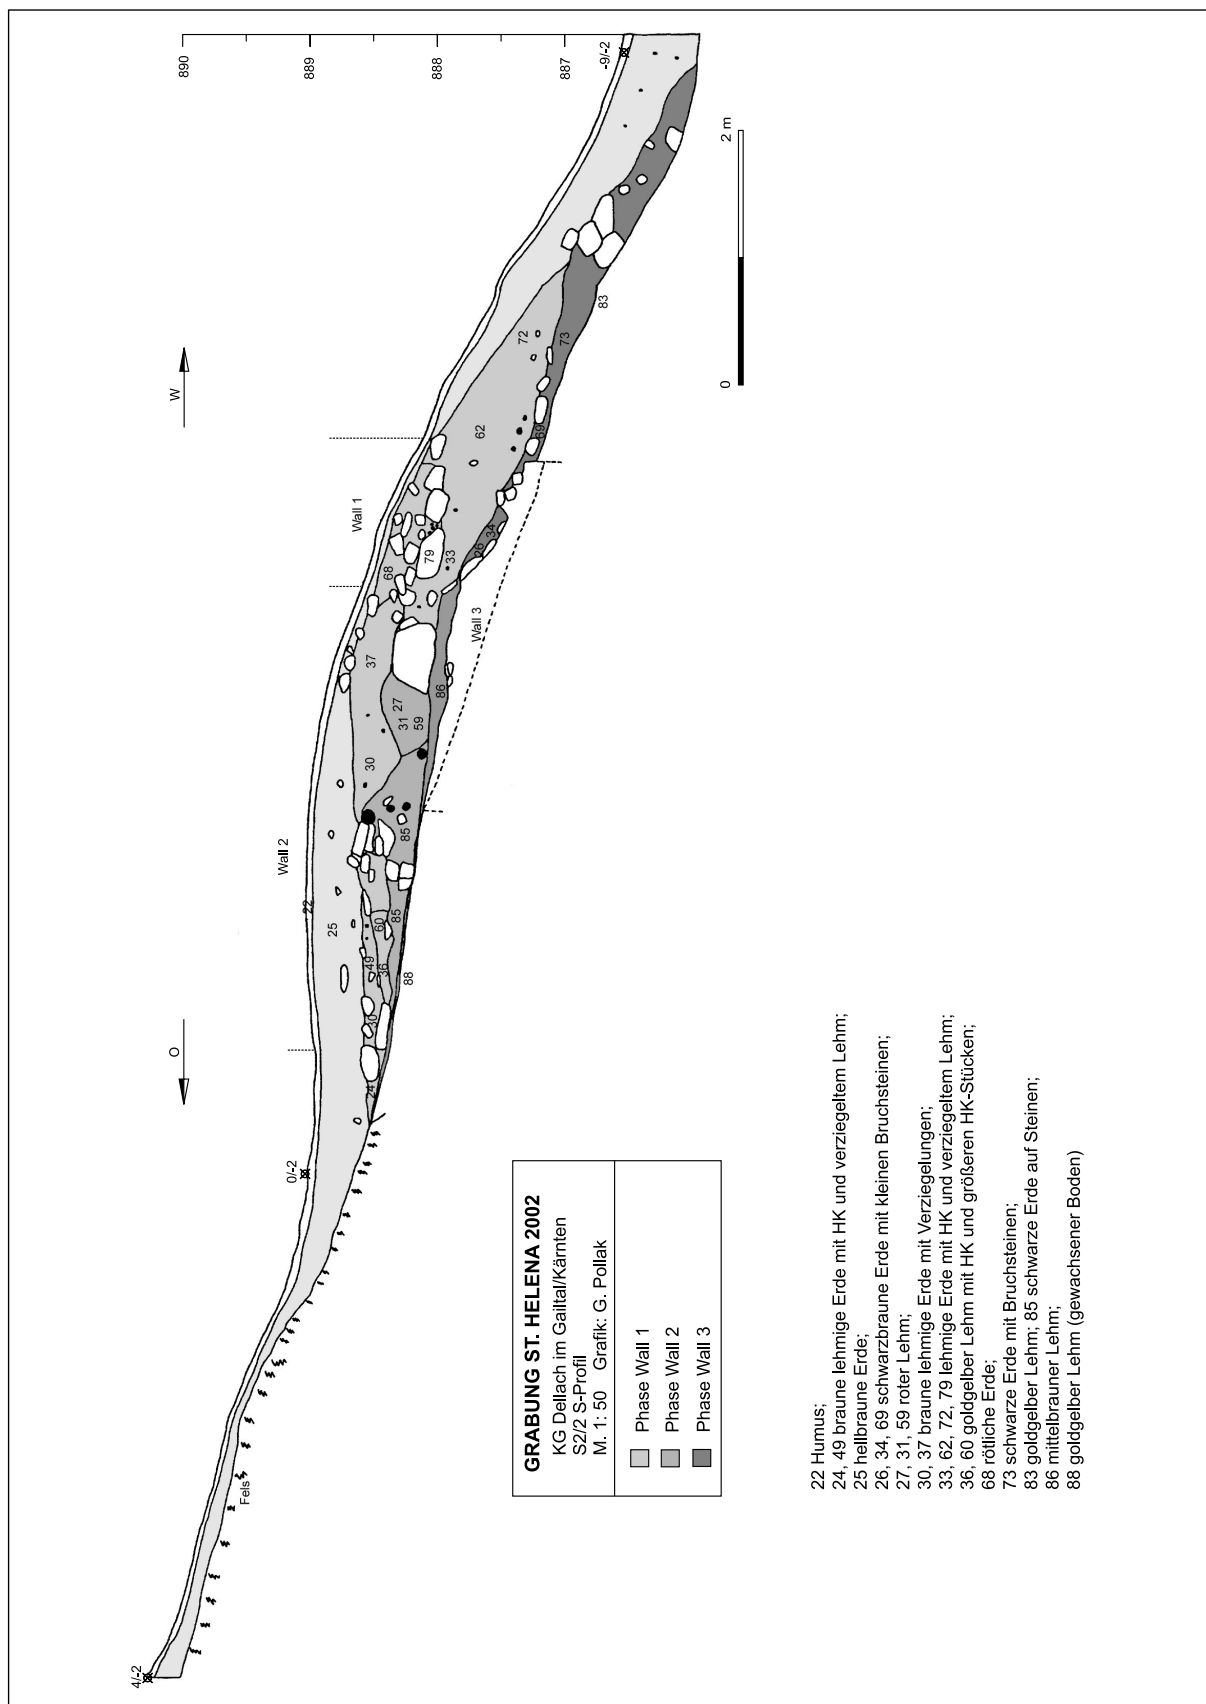 890
889
888
887
4/-2
0/-2
-9/-2
O
W
Wall 2
Wall 1
Wall 3
Fels
22
25
24
30
49
36
60
85
85
88
30
31
27
59
37
86
68
79
33
26
34
62
69
72
73
83
0
2 m
GRABUNG ST. HELENA 2002
KG Dellach im Gailtal/Kärnten
S2/2 S-Profil
M. 1: 50 Grafik: G. Pollak
Phase Wall 1
Phase Wall 2
Phase Wall 3
22 Humus;
24, 49 braune lehmige Erde mit HK und verziegeltem Lehm;
25 hellbraune Erde;
26, 34, 69 schwarzbraune Erde mit kleinen Bruchsteinen;
27, 31, 59 roter Lehm;
30, 37 braune lehmige Erde mit Verziegelungen;
33, 62, 72, 79 lehmige Erde mit HK und verziegeltem Lehm;
36, 60 goldgelber Lehm mit HK und größeren HK-Stücken;
68 rötliche Erde;
73 schwarze Erde mit Bruchsteinen;
83 goldgelber Lehm; 85 schwarze Erde auf Steinen;
86 mittelbrauner Lehm;
88 goldgelber Lehm (gewachsener Boden)